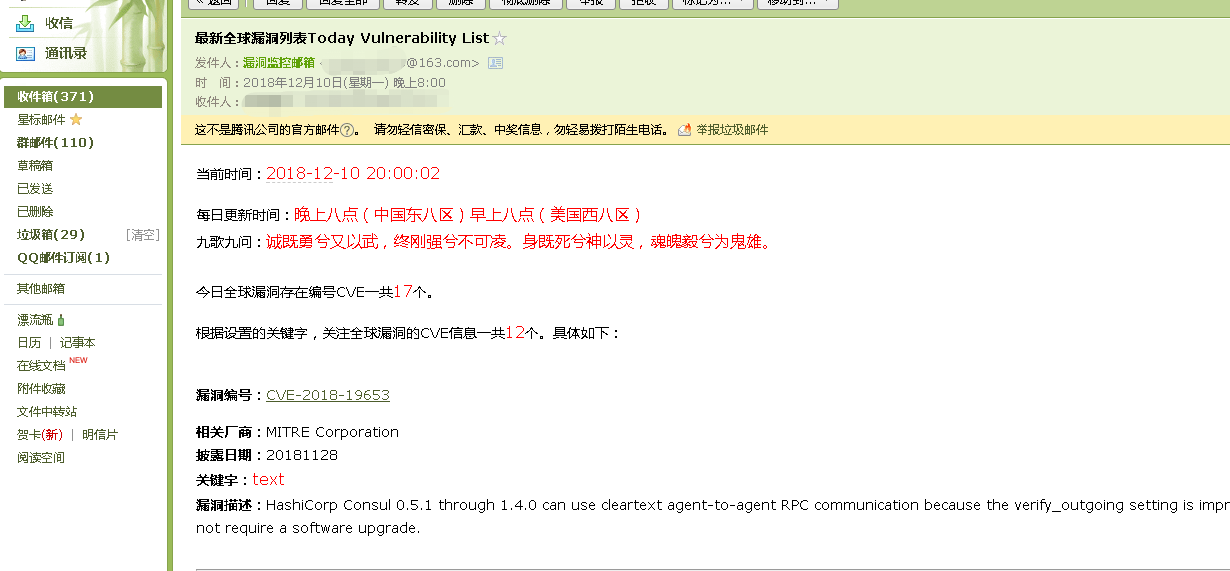 «返回 回复 回复全部 转发 删除 彻底删除 举报 拒收 标记为... 移动到...
收信
通讯录
收件箱(371)
星标邮件
群邮件(110)
草稿箱
已发送
已删除
垃圾箱(29) [清空]
QQ邮件订阅(1)
其他邮箱
漂流瓶
日历 | 记事本
在线文档 NEW
附件收藏
文件中转站
贺卡(新) | 明信片
阅读空间
最新全球漏洞列表Today Vulnerability List
发件人：漏洞监控邮箱 @163.com>
时 间：2018年12月10日(星期一) 晚上8:00
收件人：
这不是腾讯公司的官方邮件?。 请勿轻信密保、汇款、中奖信息，勿轻易拨打陌生电话。 举报垃圾邮件
当前时间：2018-12-10 20:00:02
每日更新时间：晚上八点（中国东八区）早上八点（美国西八区）
九歌九问：诚既勇兮又以武，终刚强兮不可凌。身既死兮神以灵，魂魄毅兮为鬼雄。
今日全球漏洞存在编号CVE一共17个。
根据设置的关键字，关注全球漏洞的CVE信息一共12个。具体如下：
漏洞编号：CVE-2018-19653
相关厂商：MITRE Corporation
披露日期：20181128
关键字：text
漏洞描述：HashiCorp Consul 0.5.1 through 1.4.0 can use cleartext agent-to-agent RPC communication because the verify_outgoing setting is impr
not require a software upgrade.